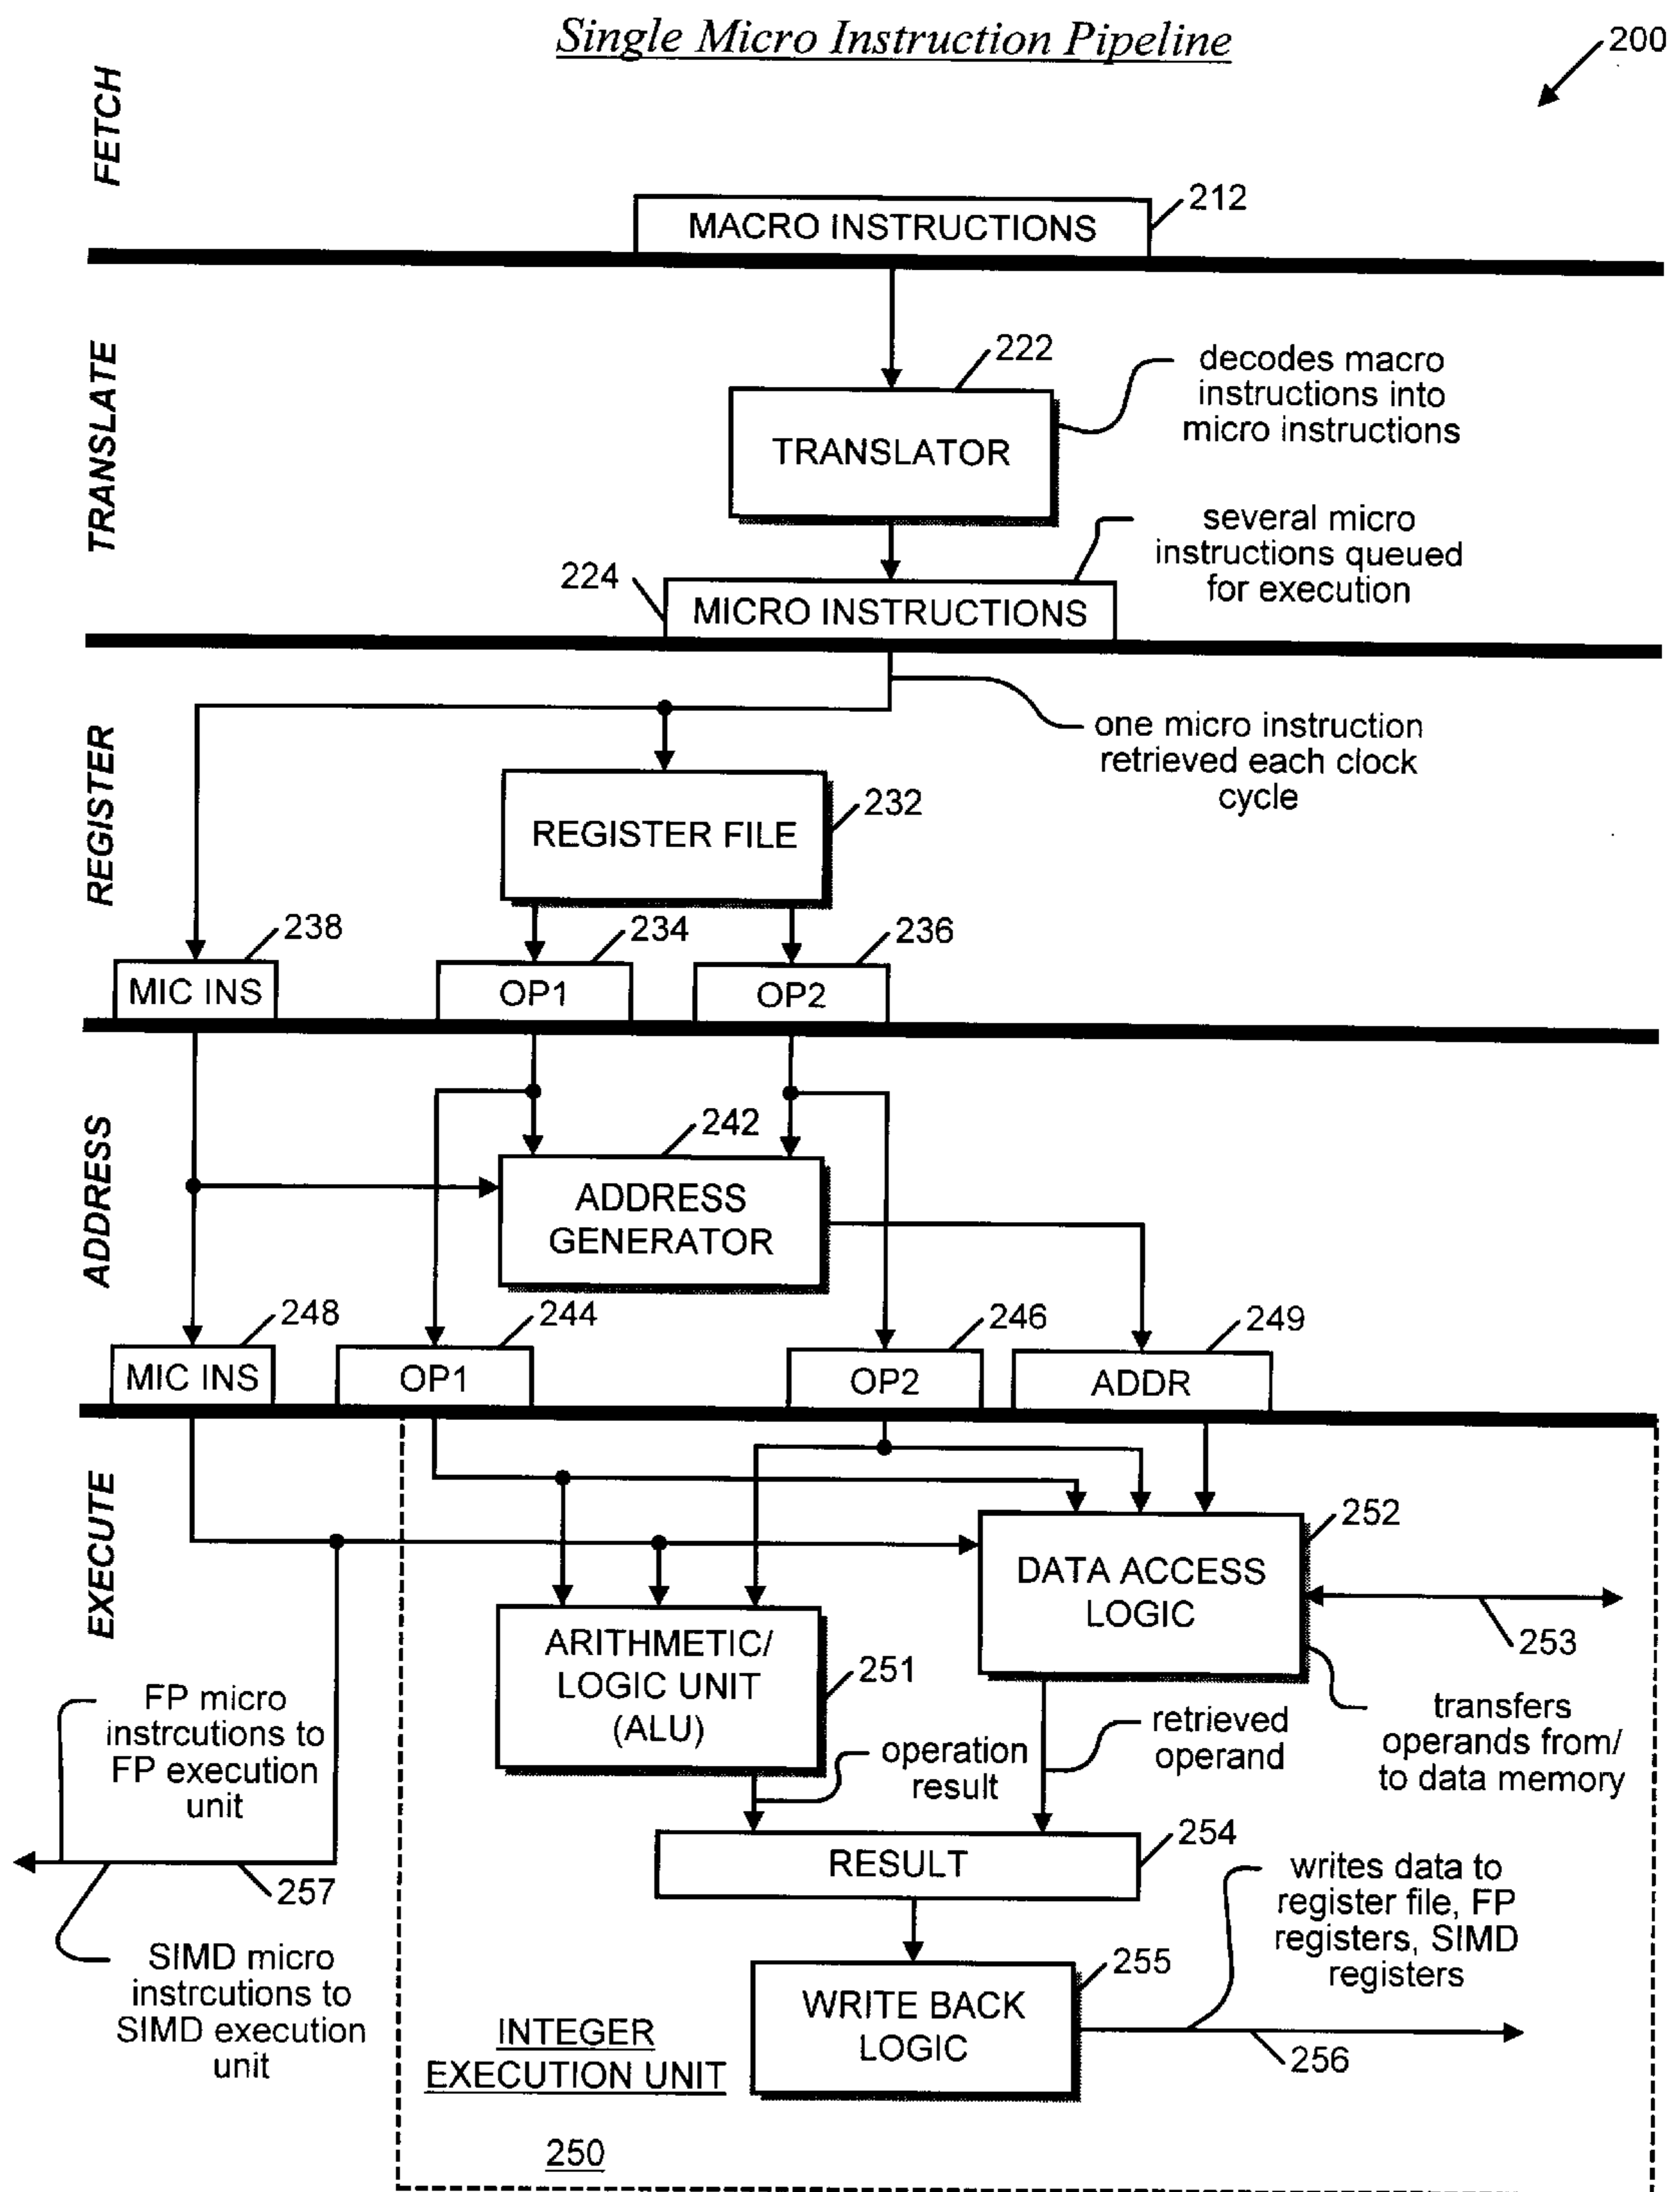 Single Micro Instruction Pipeline
200
FETCH
212
MACRO INSTRUCTIONS
TRANSLATE
222
decodes macro
instructions into
micro instructions
TRANSLATOR
several micro
instructions queued
for execution
224
MICRO INSTRUCTIONS
REGISTER
one micro instruction
retrieved each clock
cycle
REGISTER FILE
232
238
234
236
MIC INS
OP1
OP2
ADDRESS
242
ADDRESS
GENERATOR
248
244
246
249
MIC INS
OP1
OP2
ADDR
EXECUTE
252
DATA ACCESS
LOGIC
253
ARITHMETIC/
LOGIC UNIT
(ALU)
251
FP micro
instrcutions to
FP execution
unit
operation
result
retrieved
operand
transfers
operands from/
to data memory
RESULT
254
257
writes data to
register file, FP
registers, SIMD
registers
SIMD micro
instrcutions to
SIMD execution
unit
255
WRITE BACK
LOGIC
256
INTEGER
EXECUTION UNIT
250